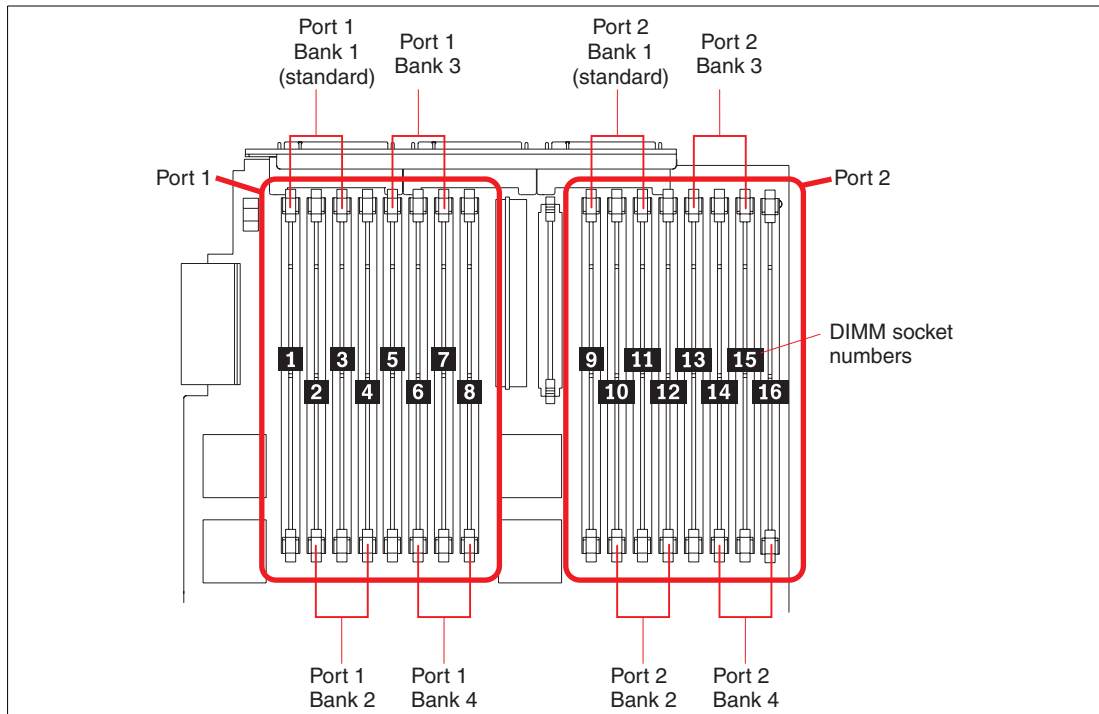 Port 1
Bank 1
(standard)
Port 1
Bank 3
Port 2
Bank 1
(standard)
Port 2
Bank 3
Port 1
Port 2
DIMM socket
numbers
1
3
5
7
9
11
13
15
2
4
6
8
10
12
14
16
Port 1
Bank 2
Port 1
Bank 4
Port 2
Bank 2
Port 2
Bank 4